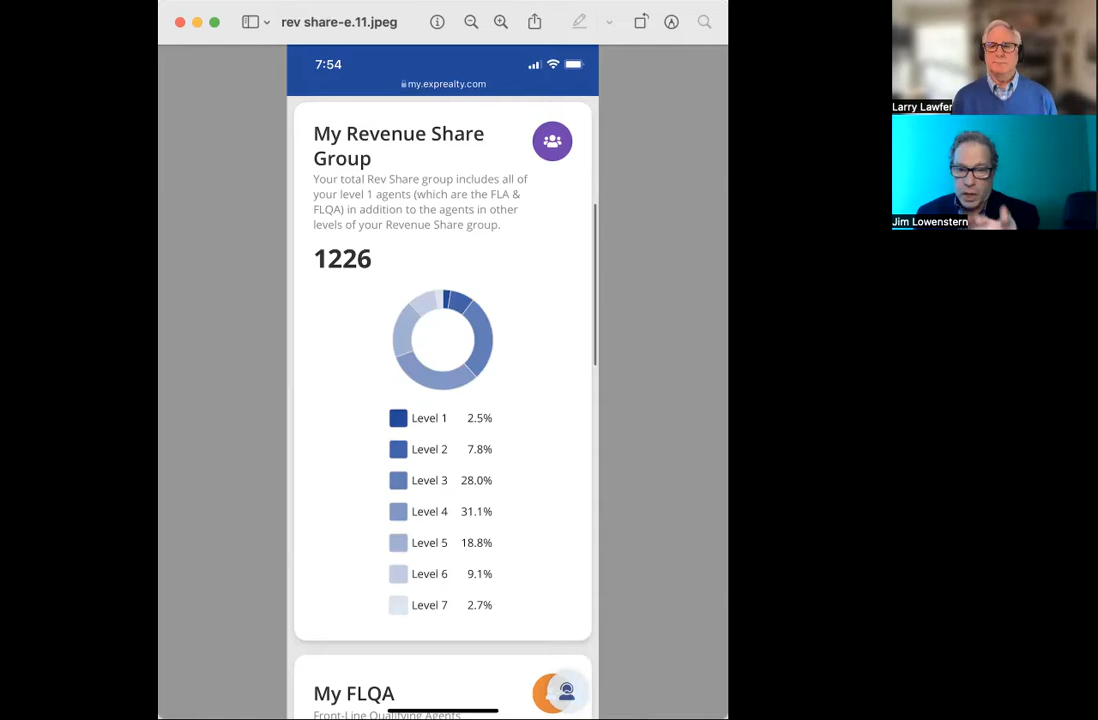 rev share-e.11.jpeg
7:54
my.exprealty.com
My Revenue Share
Group
Your total Rev Share group includes all of
your level 1 agents (which are the FLA &
FLQA) in addition to the agents in other
levels of your Revenue Share group.
1226
Level 1 2.5%
Level 2 7.8%
Level 3 28.0%
Level 4 31.1%
Level 5 18.8%
Level 6 9.1%
Level 7 2.7%
My FLQA
Front-Line Qualifying Agents
Larry Lawfer
Jim Lowenstern